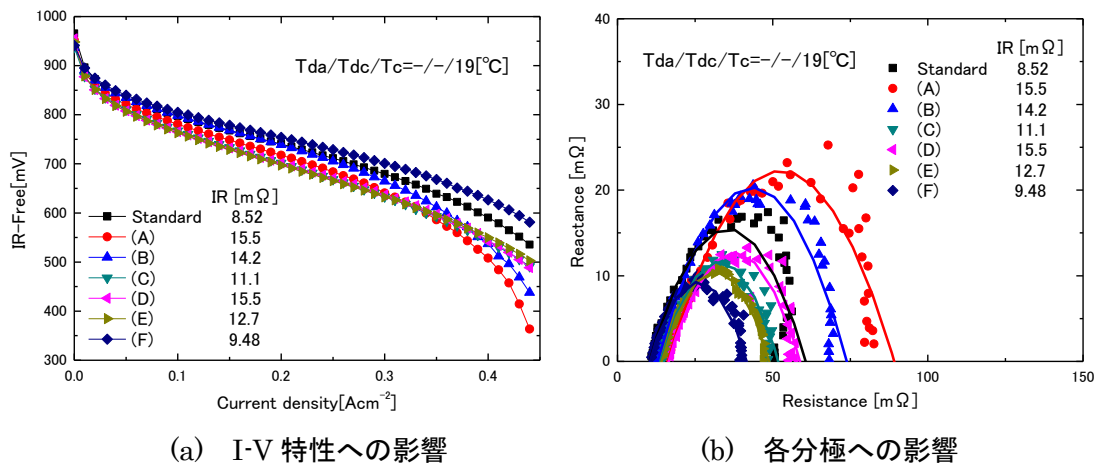 1000
900
800
700
600
500
400
300
IR-Free[mV]
Tda/Tdc/Tc=-/-/19[℃]
IR [mΩ]
Standard 8.52
(A) 15.5
(B) 14.2
(C) 11.1
(D) 15.5
(E) 12.7
(F) 9.48
0.0 0.1 0.2 0.3 0.4
Current density[Acm⁻²]
(a) I-V 特性への影響
40
30
20
10
0
Reactance [mΩ]
Tda/Tdc/Tc=-/-/19[℃]
IR [mΩ]
Standard 8.52
(A) 15.5
(B) 14.2
(C) 11.1
(D) 15.5
(E) 12.7
(F) 9.48
0 50 100 150
Resistance [mΩ]
(b) 各分極への影響